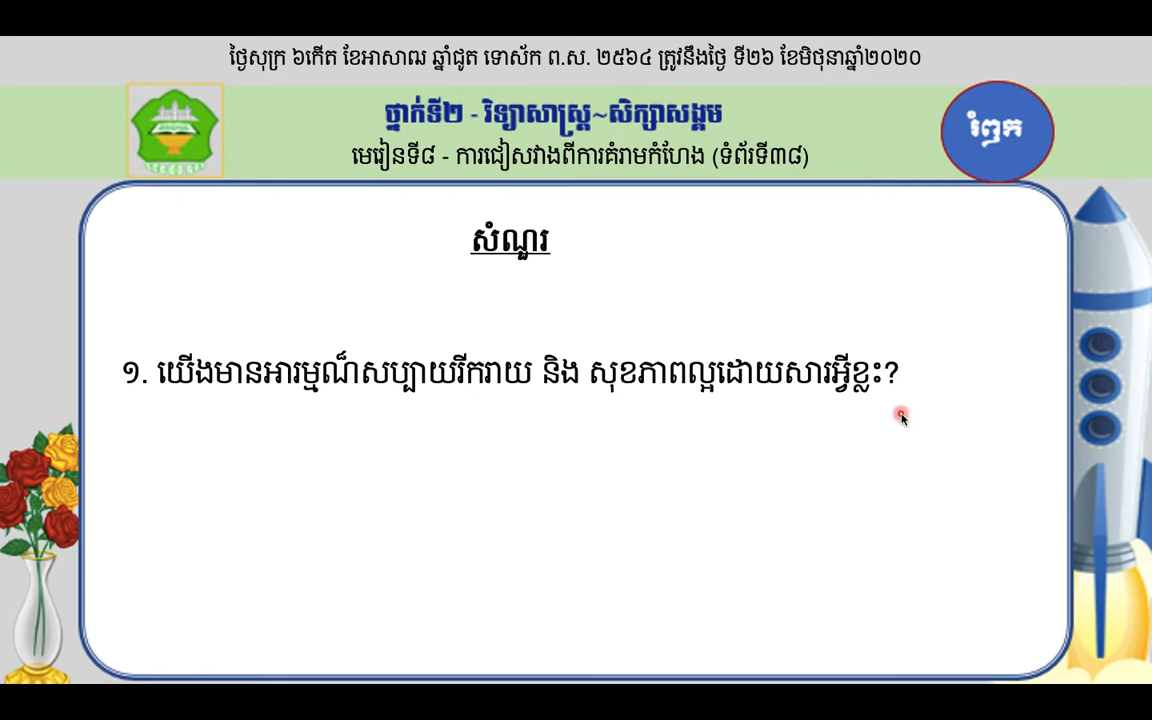 ថ្ងៃសុក្រ ៦កើត ខែអាសាឍ ឆ្នាំជូត ទោស័ក ព.ស. ២៥៦៤ ត្រូវនឹងថ្ងៃ ទី២៦ ខែមិថុនាឆ្នាំ២០២០
ថ្នាក់ទី២ - វិទ្យាសាស្ត្រ~សិក្សាសង្គម
រំឭក
មេរៀនទី៨ - ការជៀសវាងពីការគំរាមកំហែង (ទំព័រទី៣៨)
សំណួរ
១. យើងមានអារម្មណ៏សប្បាយរីករាយ និង សុខភាពល្អដោយសារអ្វីខ្លះ?